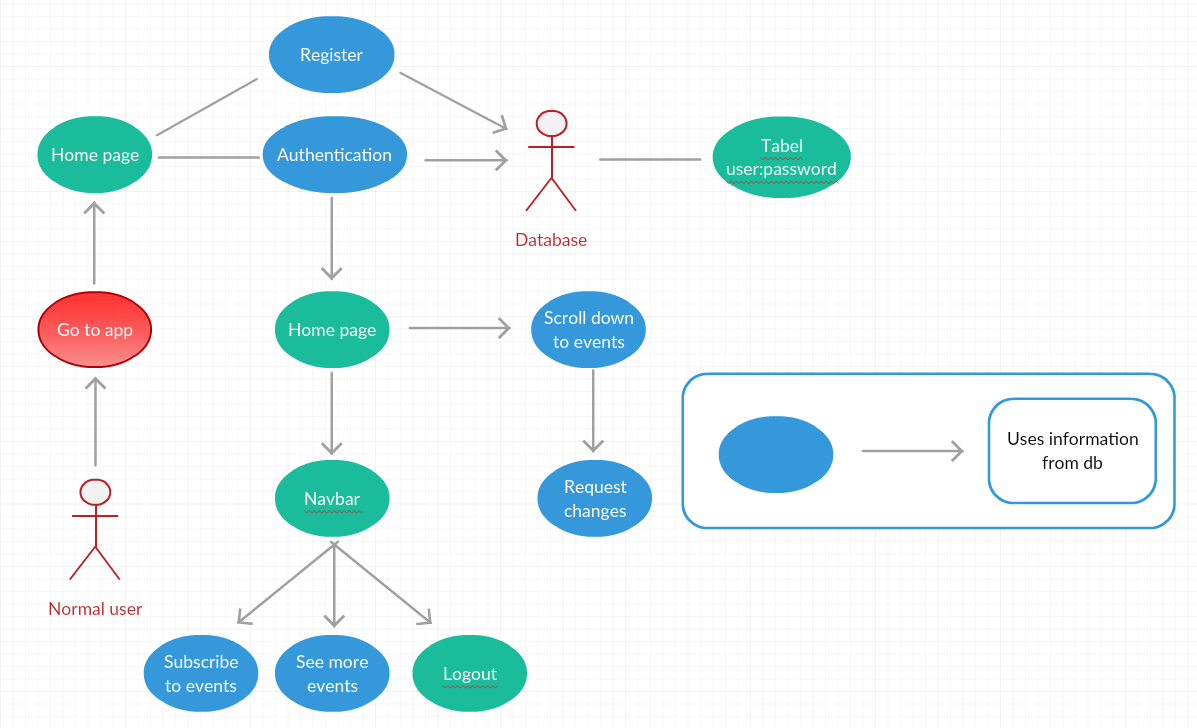 Register
Home page
Authentication
Tabel
user:password
Database
Go to app
Home page
Scroll down
to events
Uses information
from db
Navbar
Request
changes
Normal user
Subscribe
to events
See more
events
Logout